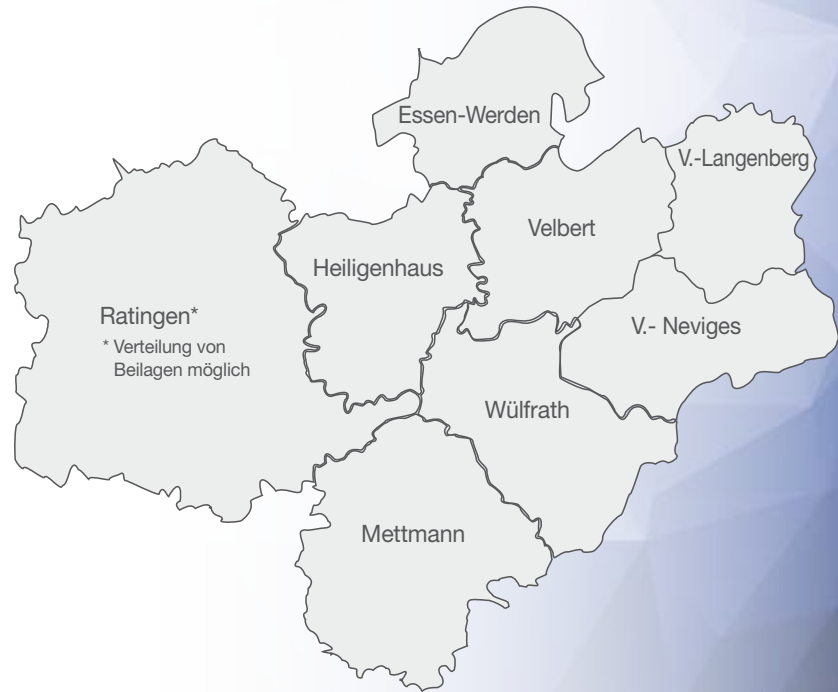 Essen-Werden
V.-Langenberg
Velbert
Heiligenhaus
Ratingen*
* Verteilung von
Beilagen möglich
V.- Neviges
Wülfrath
Mettmann